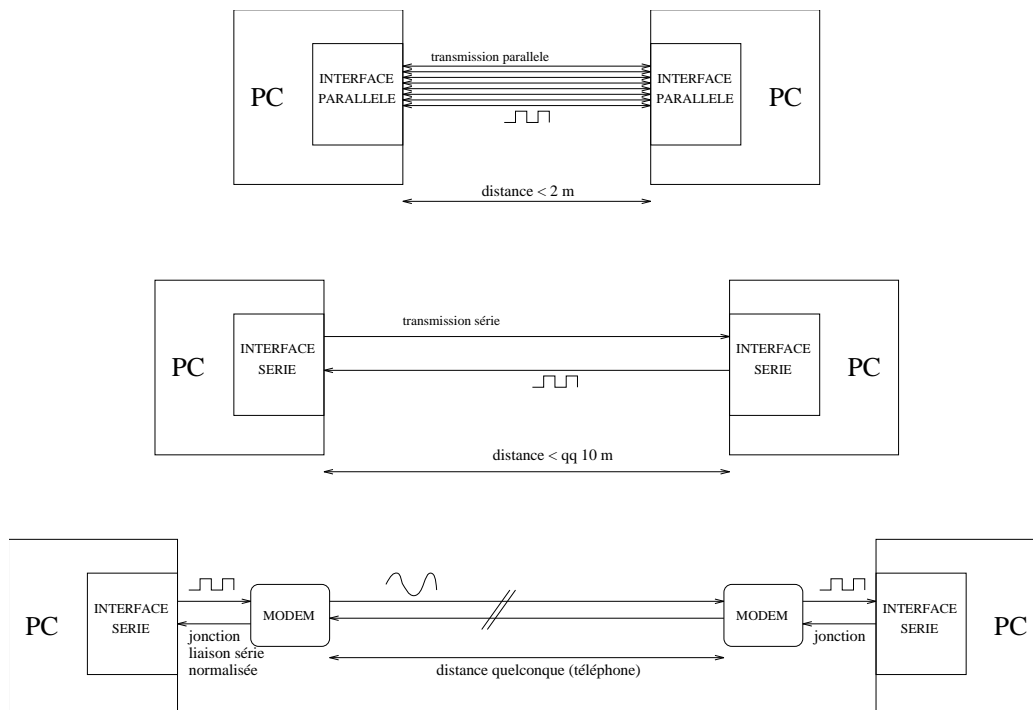 transmission parallele
PC
INTERFACE
PARALLELE
INTERFACE
PARALLELE
PC
distance < 2 m
transmission série
PC
INTERFACE
SERIE
INTERFACE
SERIE
PC
distance < qq 10 m
PC
INTERFACE
SERIE
MODEM
MODEM
INTERFACE
SERIE
PC
jonction
liaison série
normalisée
jonction
distance quelconque (téléphone)